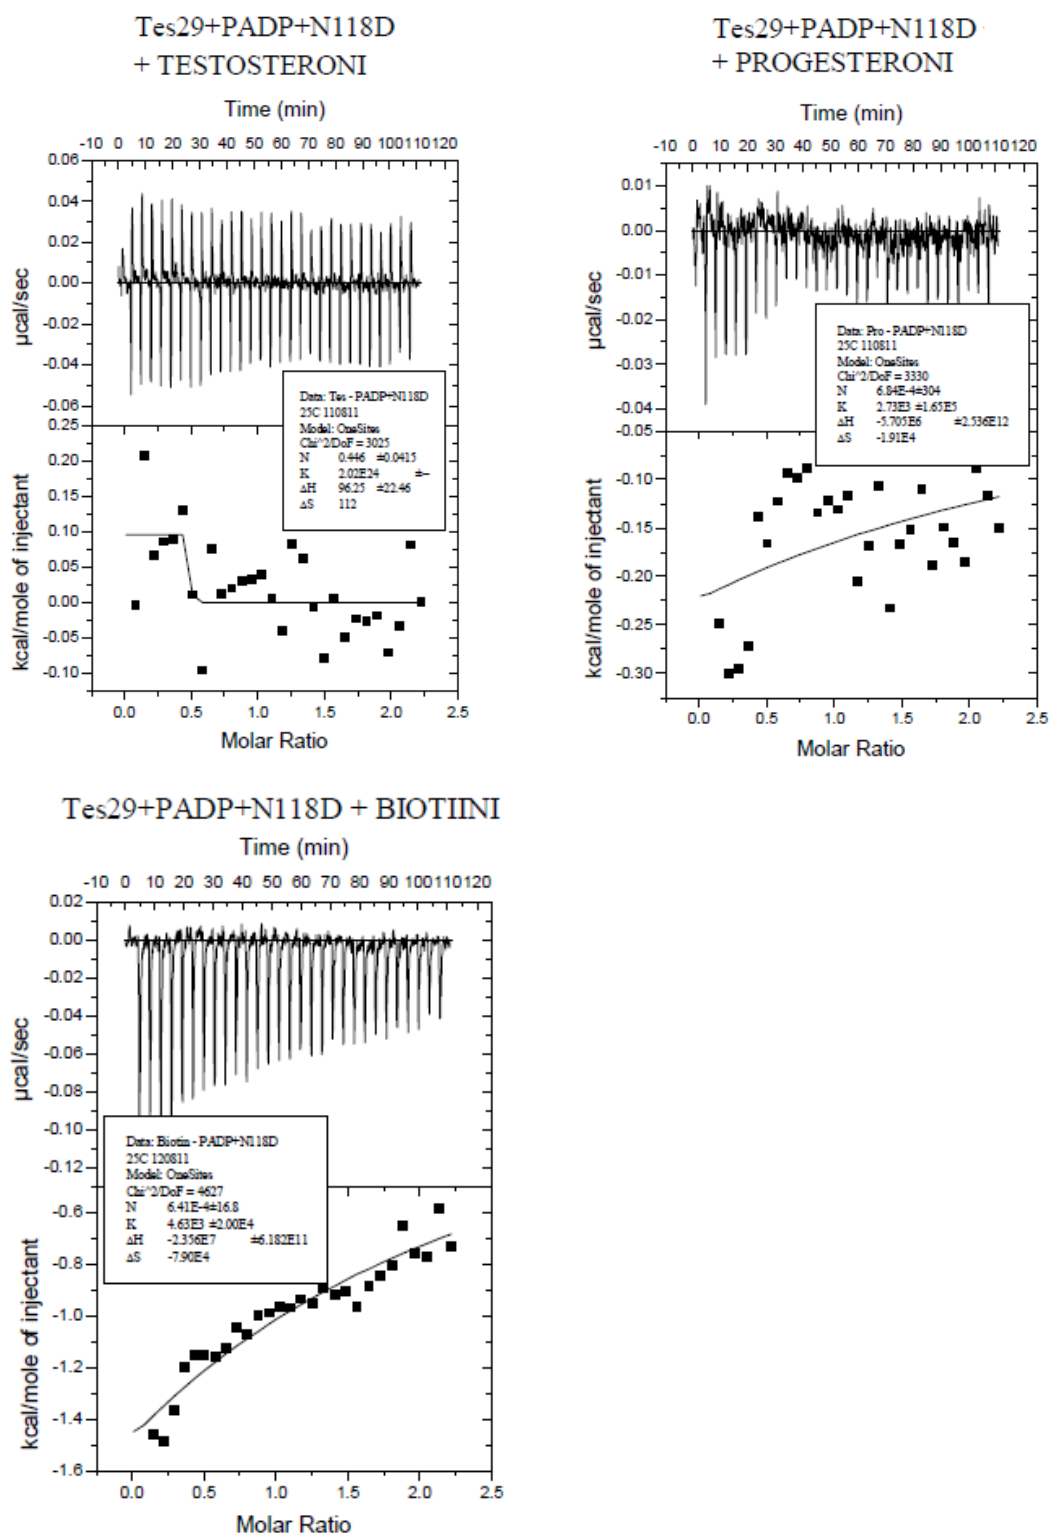 Tes29+PADP+N118D
+ TESTOSTERONI
Time (min)
-10 0 10 20 30 40 50 60 70 80 90 100 110 120
0.06
0.04
0.02
0.00
-0.02
-0.04
-0.06
µcal/sec
Data: Tes - PADP+N118D
25C 110811
Model: OneSites
Chi^2/DoF = 3025
N 0.446 ±0.0415
K 2.02E24 ±--
ΔH 96.25 ±22.46
ΔS 112
0.25
0.20
0.15
0.10
0.05
0.00
-0.05
-0.10
kcal/mole of injectant
0.0 0.5 1.0 1.5 2.0 2.5
Molar Ratio
Tes29+PADP+N118D
+ PROGESTERONI
Time (min)
-10 0 10 20 30 40 50 60 70 80 90 100 110 120
0.01
0.00
-0.01
-0.02
-0.03
-0.04
µcal/sec
Data: Pro - PADP+N118D
25C 110811
Model: OneSites
Chi^2/DoF = 3330
N 6.84E-4±304
K 2.73E3 ±1.65E5
ΔH -5.705E6 ±2.536E12
ΔS -1.91E4
-0.05
-0.10
-0.15
-0.20
-0.25
-0.30
kcal/mole of injectant
0.0 0.5 1.0 1.5 2.0 2.5
Molar Ratio
Tes29+PADP+N118D + BIOTIINI
Time (min)
-10 0 10 20 30 40 50 60 70 80 90 100 110 120
0.02
0.00
-0.02
-0.04
-0.06
-0.08
-0.10
-0.12
µcal/sec
Data: Biotin - PADP+N118D
25C 120811
Model: OneSites
Chi^2/DoF = 4627
N 6.41E-4±16.8
K 4.63E3 ±2.00E4
ΔH -2.356E7 ±6.182E11
ΔS -7.90E4
-0.6
-0.8
-1.0
-1.2
-1.4
-1.6
kcal/mole of injectant
0.0 0.5 1.0 1.5 2.0 2.5
Molar Ratio